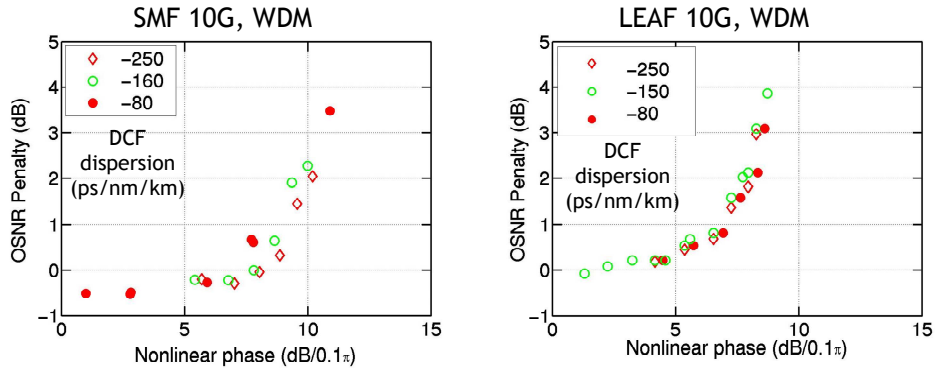 SMF 10G, WDM
5
4
3
2
1
0
−1
OSNR Penalty (dB)
−250
−160
−80
DCF
dispersion
(ps/nm/km)
0
5
10
15
Nonlinear phase (dB/0.1π)
LEAF 10G, WDM
5
4
3
2
1
0
−1
OSNR Penalty (dB)
−250
−150
−80
DCF
dispersion
(ps/nm/km)
0
5
10
15
Nonlinear phase (dB/0.1π)